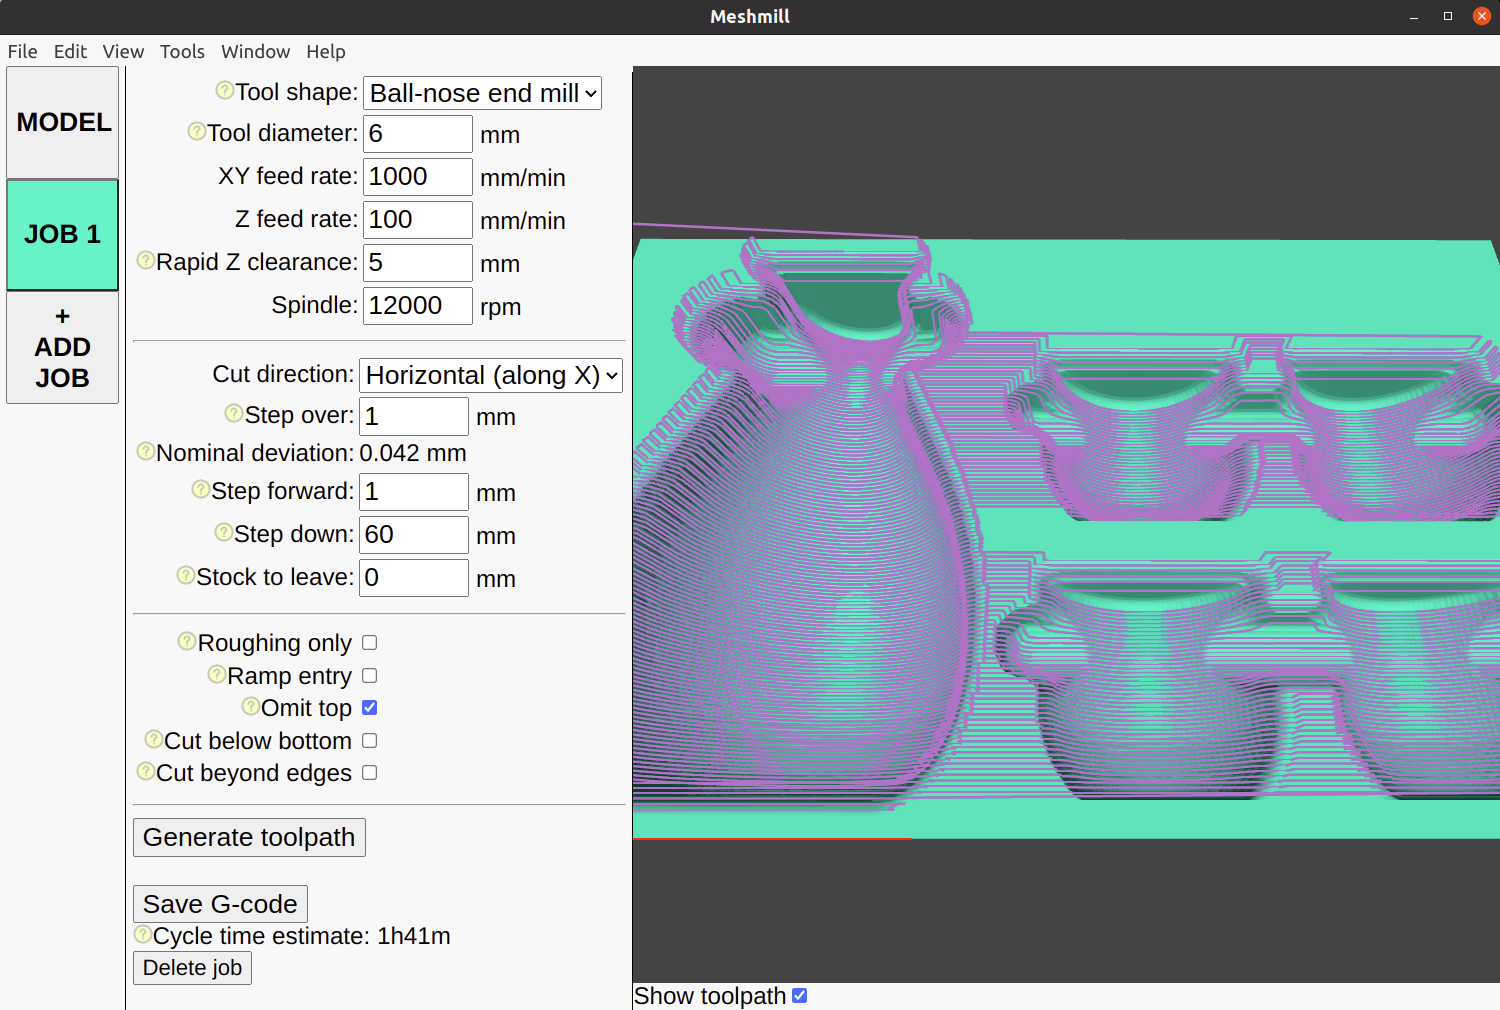 Meshmill
File Edit View Tools Window Help
MODEL
JOB 1
+
ADD
JOB
? Tool shape: Ball-nose end mill
? Tool diameter: 6 mm
XY feed rate: 1000 mm/min
Z feed rate: 100 mm/min
? Rapid Z clearance: 5 mm
Spindle: 12000 rpm
Cut direction: Horizontal (along X)
? Step over: 1 mm
? Nominal deviation: 0.042 mm
? Step forward: 1 mm
? Step down: 60 mm
? Stock to leave: 0 mm
? Roughing only
? Ramp entry
? Omit top
? Cut below bottom
? Cut beyond edges
Generate toolpath
Save G-code
? Cycle time estimate: 1h41m
Delete job
Show toolpath